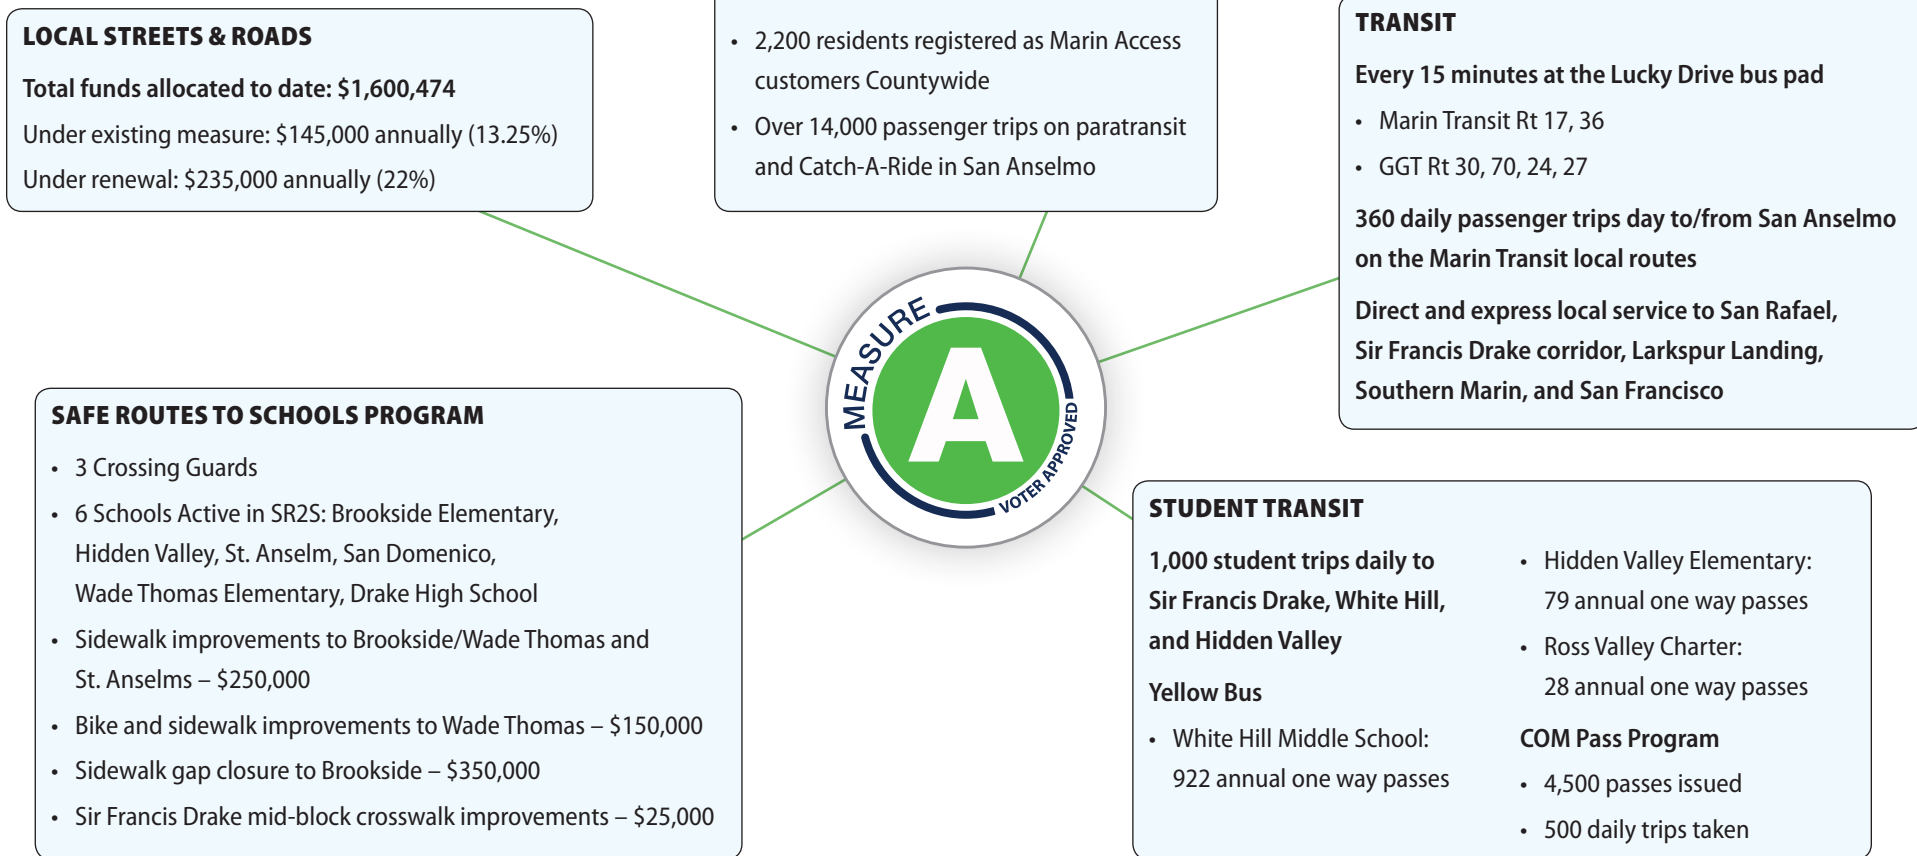 LOCAL STREETS & ROADS
Total funds allocated to date: $1,600,474
Under existing measure: $145,000 annually (13.25%)
Under renewal: $235,000 annually (22%)
• 2,200 residents registered as Marin Access
customers Countywide
• Over 14,000 passenger trips on paratransit
and Catch-A-Ride in San Anselmo
TRANSIT
Every 15 minutes at the Lucky Drive bus pad
• Marin Transit Rt 17, 36
• GGT Rt 30, 70, 24, 27
360 daily passenger trips day to/from San Anselmo
on the Marin Transit local routes
Direct and express local service to San Rafael,
Sir Francis Drake corridor, Larkspur Landing,
Southern Marin, and San Francisco
MEASURE
A
VOTER APPROVED
SAFE ROUTES TO SCHOOLS PROGRAM
• 3 Crossing Guards
• 6 Schools Active in SR2S: Brookside Elementary,
Hidden Valley, St. Anselm, San Domenico,
Wade Thomas Elementary, Drake High School
• Sidewalk improvements to Brookside/Wade Thomas and
St. Anselms – $250,000
• Bike and sidewalk improvements to Wade Thomas – $150,000
• Sidewalk gap closure to Brookside – $350,000
• Sir Francis Drake mid-block crosswalk improvements – $25,000
STUDENT TRANSIT
1,000 student trips daily to
Sir Francis Drake, White Hill,
and Hidden Valley
Yellow Bus
• White Hill Middle School:
922 annual one way passes
• Hidden Valley Elementary:
79 annual one way passes
• Ross Valley Charter:
28 annual one way passes
COM Pass Program
• 4,500 passes issued
• 500 daily trips taken